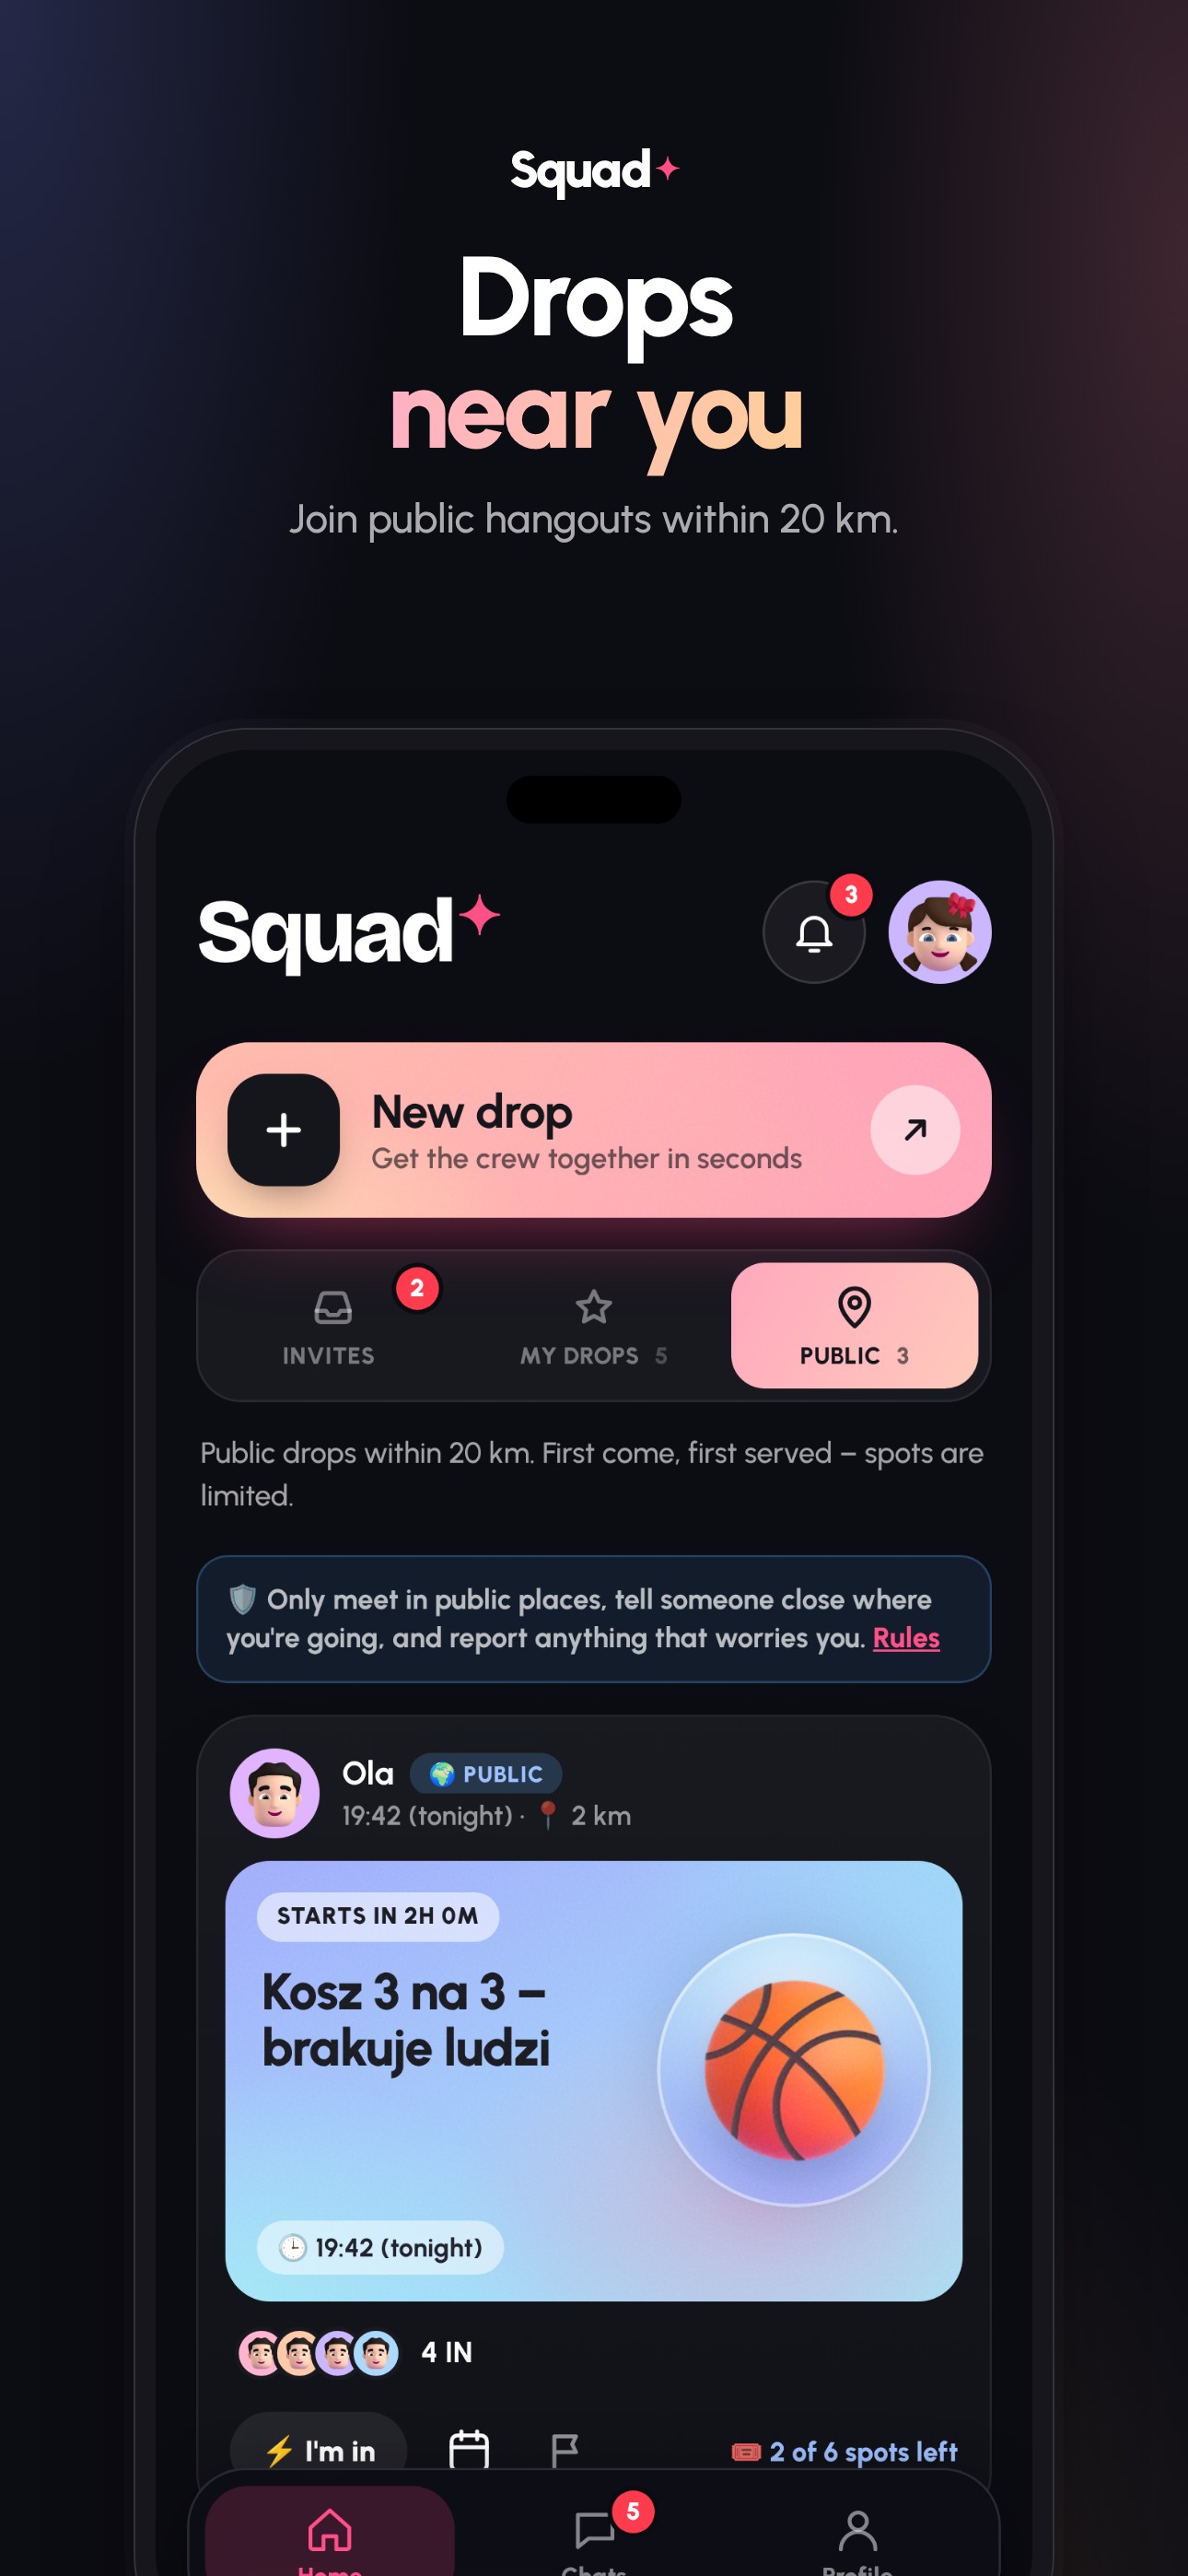 Squad
Drops
near you
Join public hangouts within 20 km.
Squad
3
New drop
Get the crew together in seconds
2
INVITES
MY DROPS 5
PUBLIC 3
Public drops within 20 km. First come, first served – spots are
limited.
Only meet in public places, tell someone close where
you're going, and report anything that worries you. Rules
Ola PUBLIC
19:42 (tonight) · 2 km
STARTS IN 2H 0M
Kosz 3 na 3 –
brakuje ludzi
19:42 (tonight)
4 IN
I'm in
2 of 6 spots left
5
Home
Chats
Profile